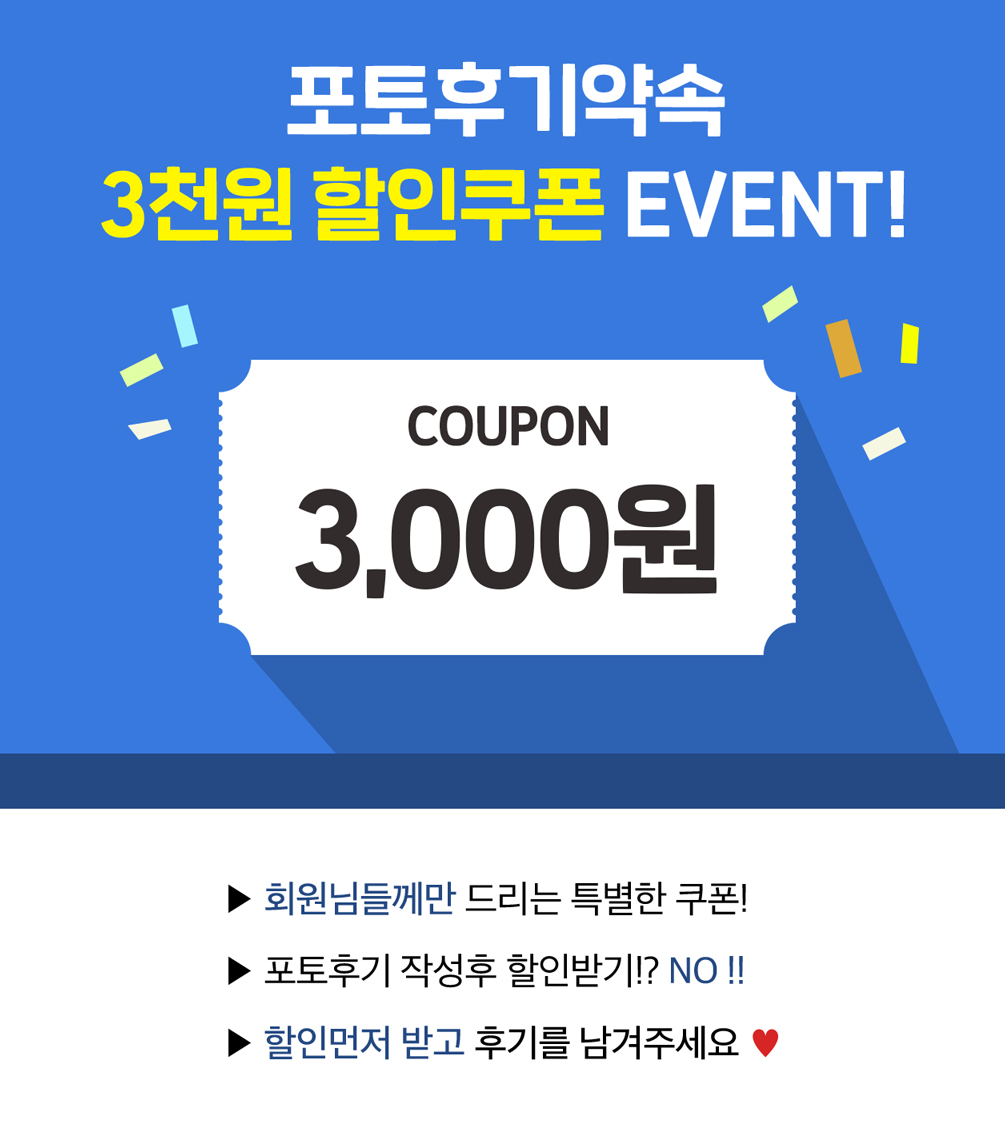 포토후기약속
3천원 할인쿠폰 EVENT!
COUPON
3,000원
▶ 회원님들께만 드리는 특별한 쿠폰!
▶ 포토후기 작성후 할인받기!? NO !!
▶ 할인먼저 받고 후기를 남겨주세요 ♥